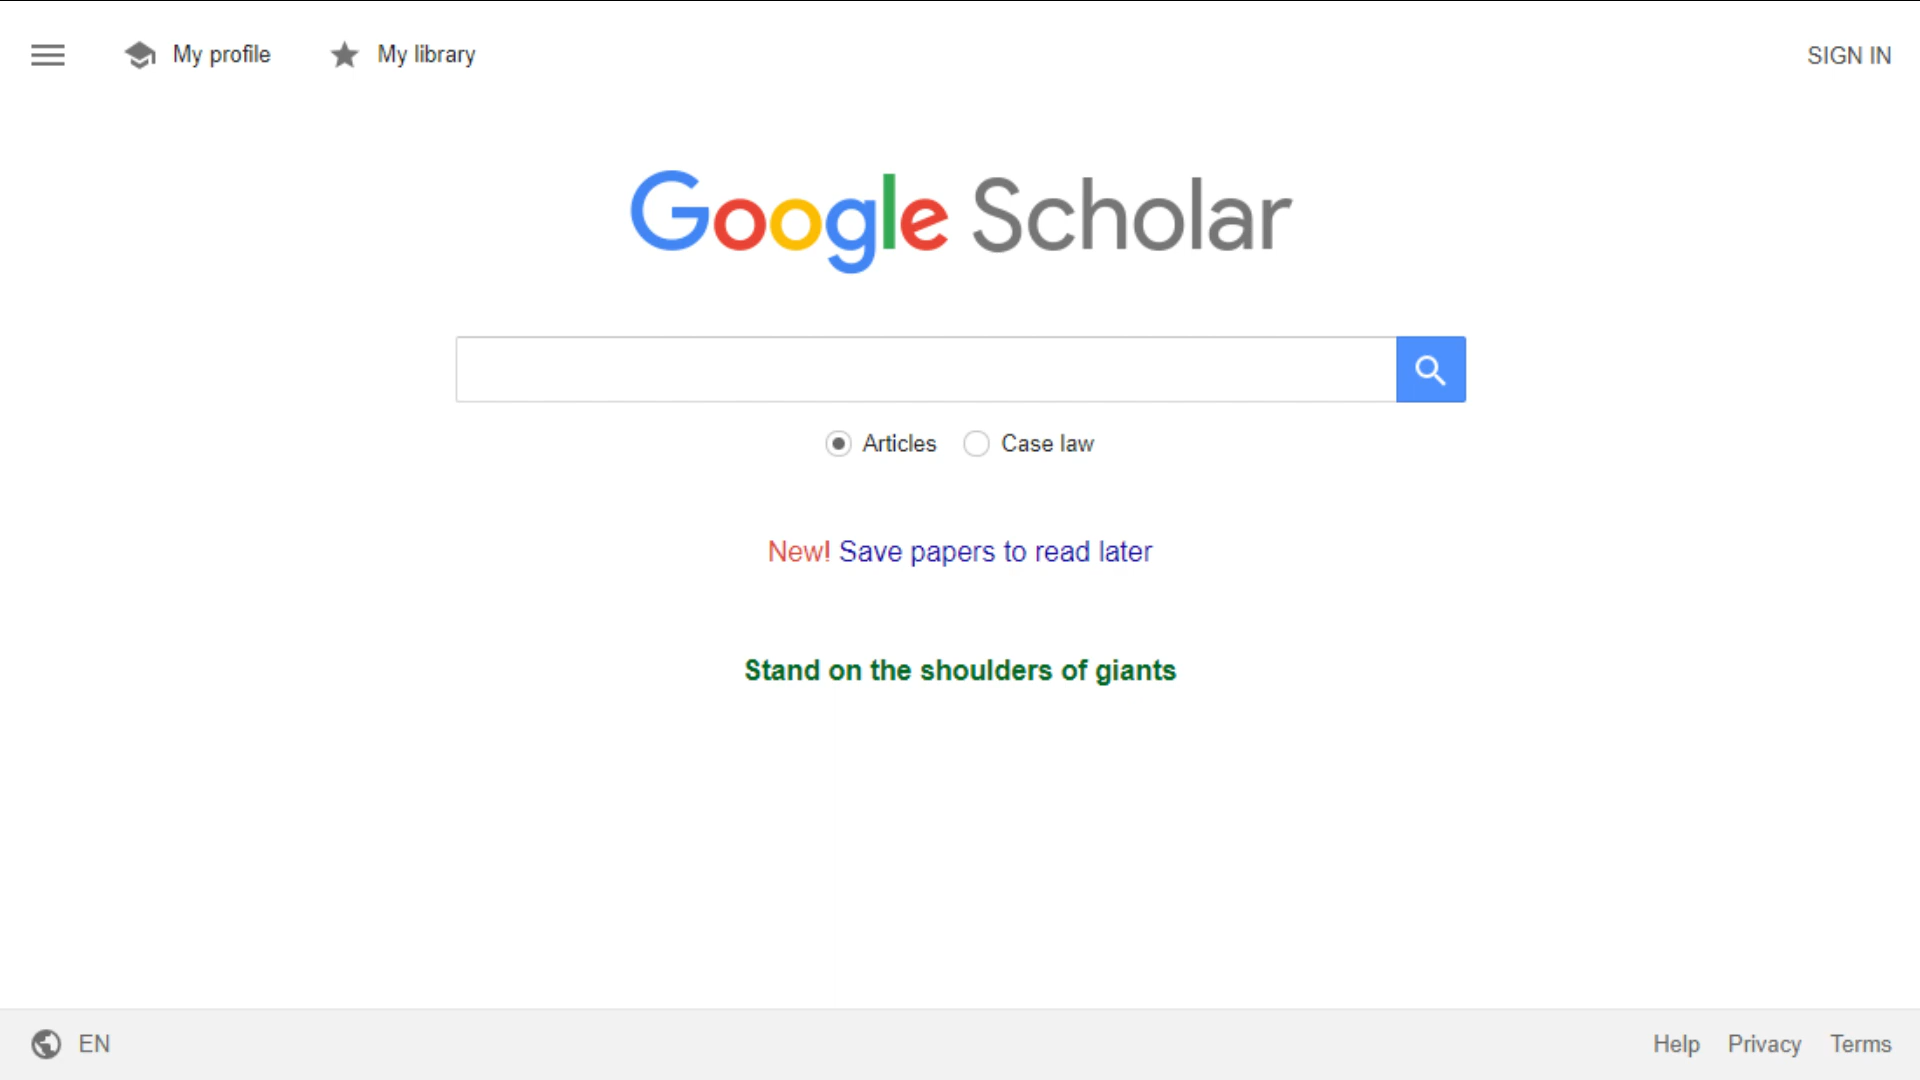 My profile My library SIGN IN
Google Scholar
Articles Case law
New! Save papers to read later
Stand on the shoulders of giants
EN Help Privacy Terms